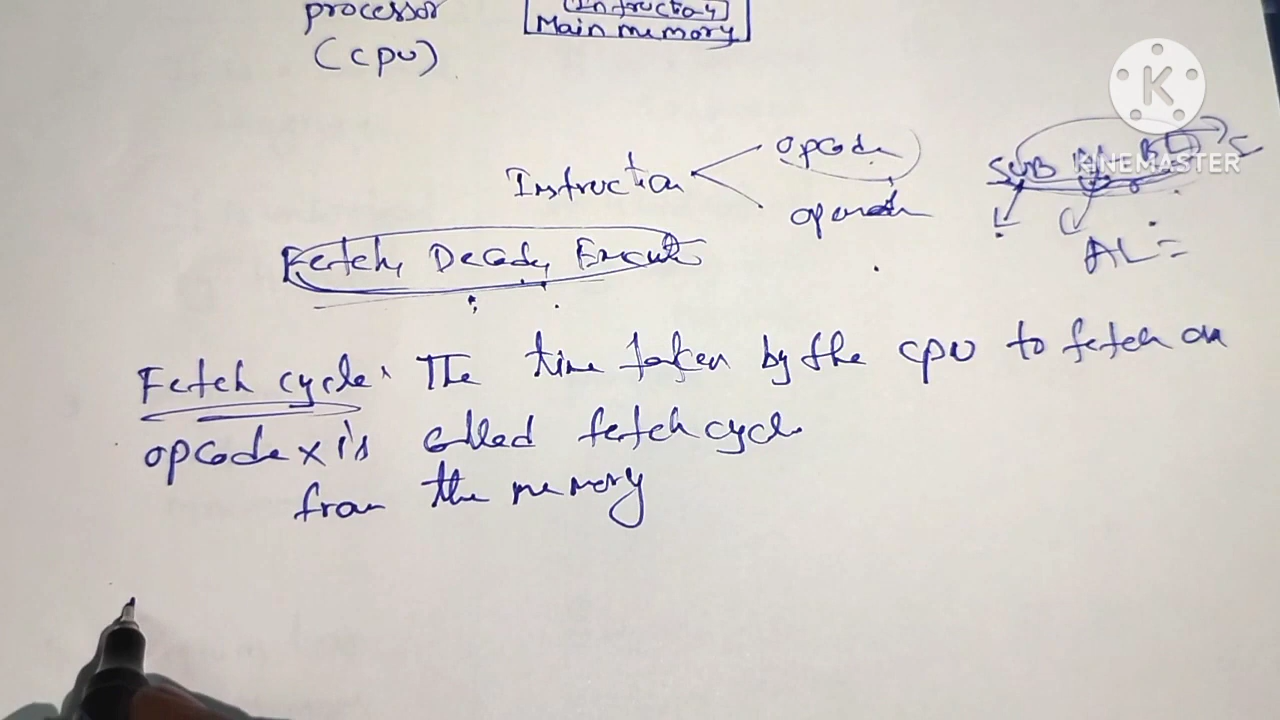 processor
(Instruction)
Main memory
(CPU)
K
KINEMASTER
Instruction
opcode
operand
SUB
AL =
Fetch, Decode, Execute
Fetch cycle: The time taken by the CPU to fetch an
opcode x is called fetch cycle
from the memory